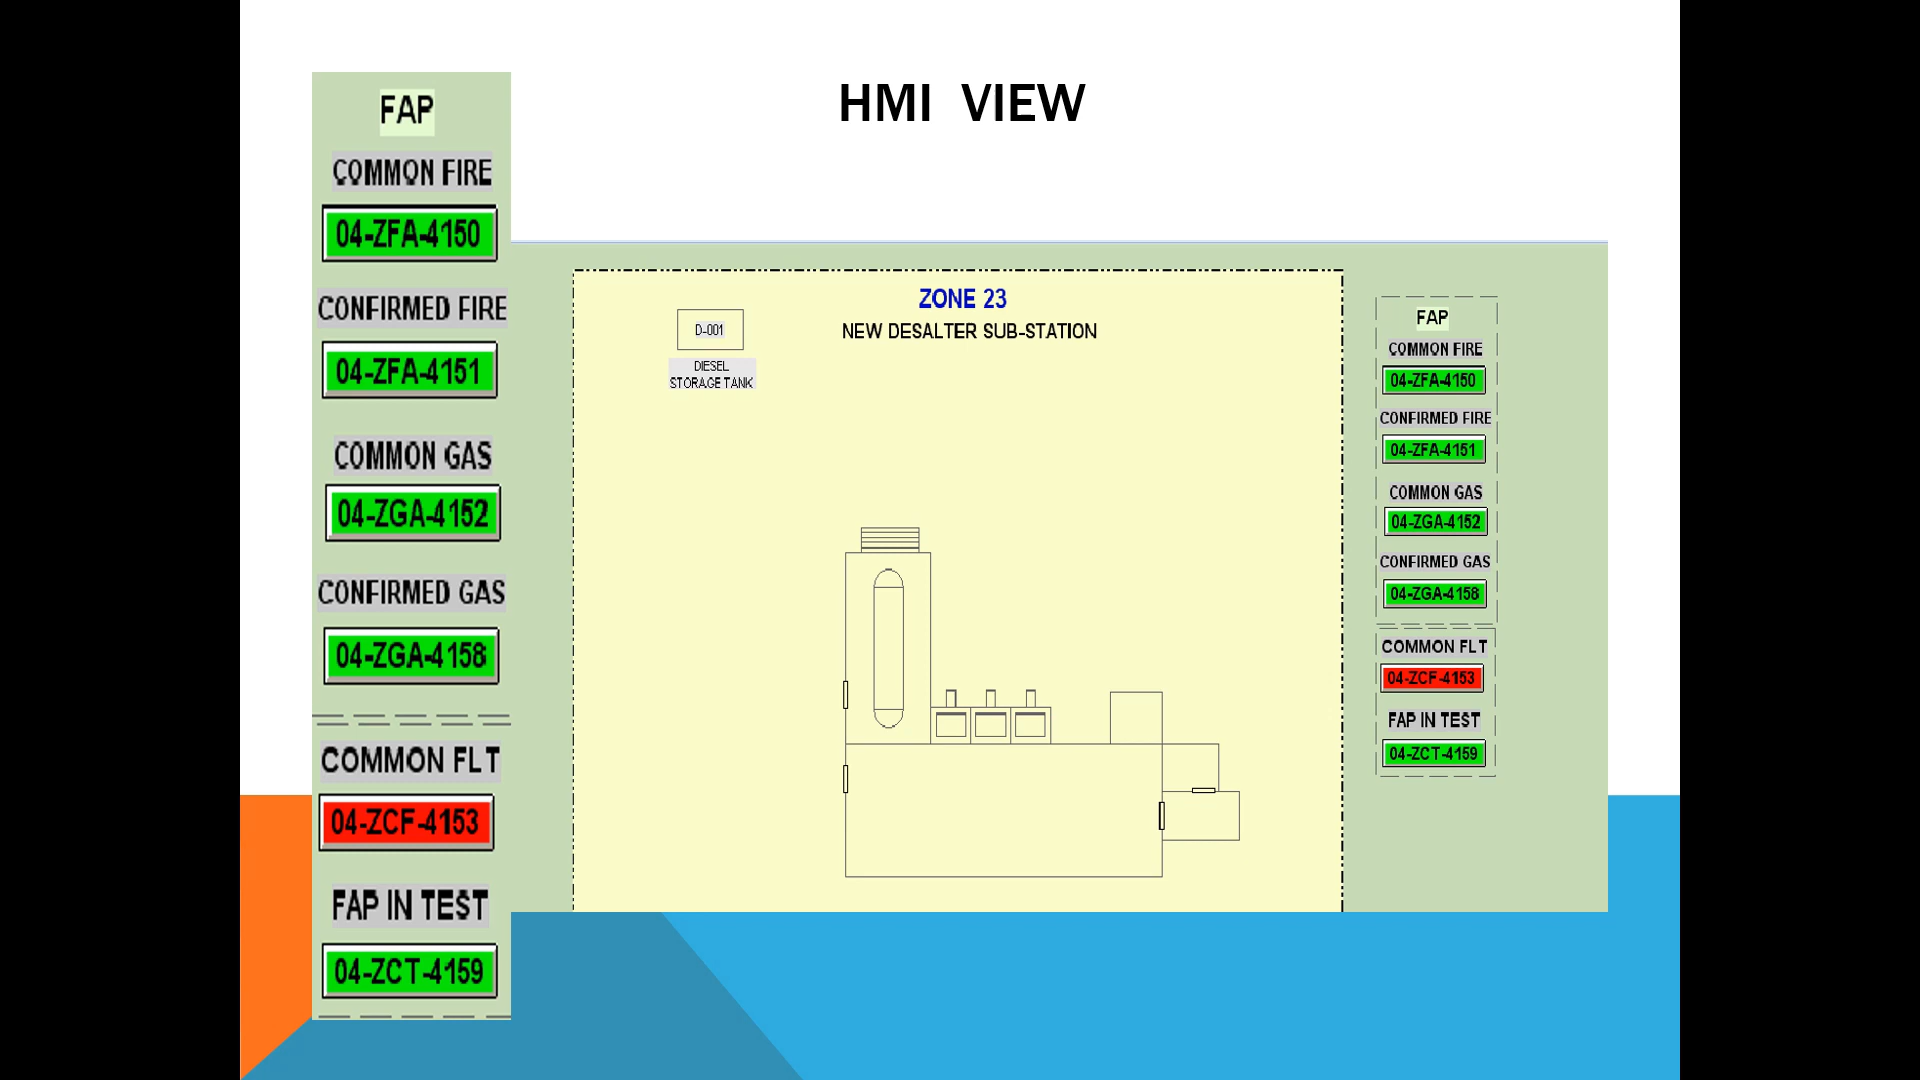 HMI VIEW
FAP
COMMON FIRE
04-ZFA-4150
CONFIRMED FIRE
04-ZFA-4151
COMMON GAS
04-ZGA-4152
CONFIRMED GAS
04-ZGA-4158
COMMON FLT
04-ZCF-4153
FAP IN TEST
04-ZCT-4159
ZONE 23
NEW DESALTER SUB-STATION
D-001
DIESEL
STORAGE TANK
FAP
COMMON FIRE
04-ZFA-4150
CONFIRMED FIRE
04-ZFA-4151
COMMON GAS
04-ZGA-4152
CONFIRMED GAS
04-ZGA-4158
COMMON FLT
04-ZCF-4153
FAP IN TEST
04-ZCT-4159